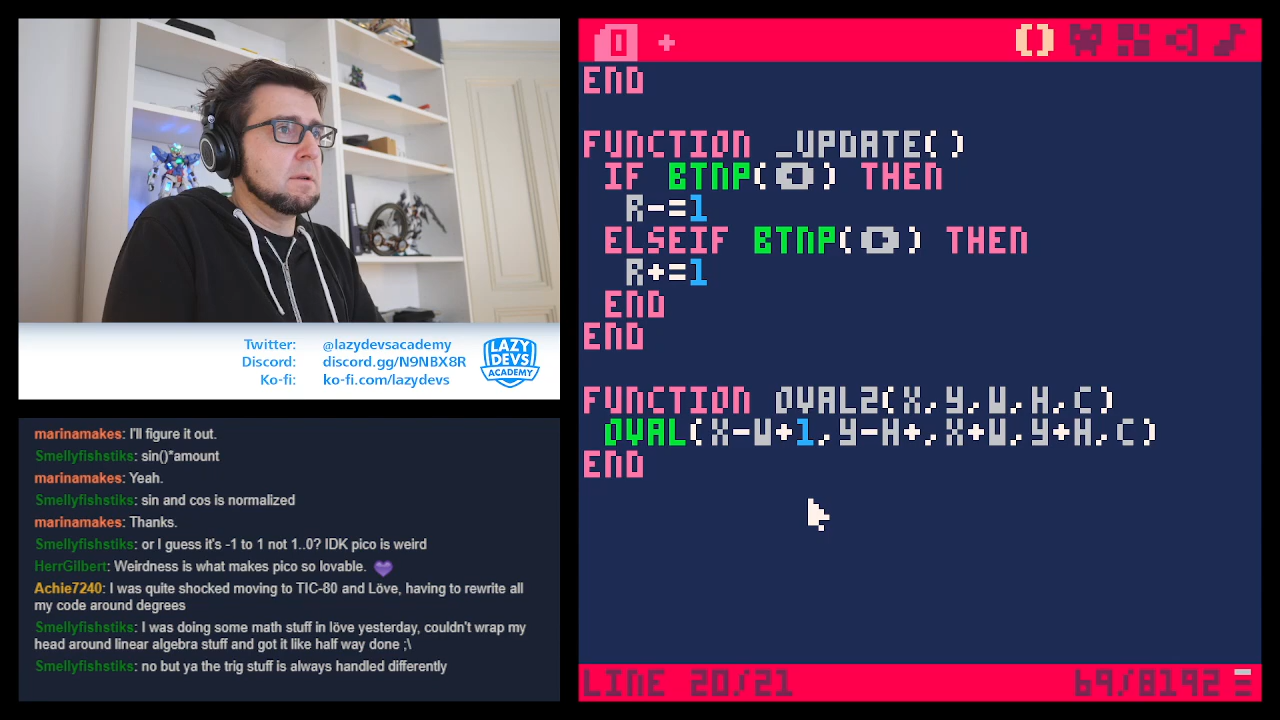 Twitter: @lazydevsacademy
Discord: discord.gg/N9NBX8R
Ko-fi: ko-fi.com/lazydevs
LAZY
DEVS
ACADEMY
marinamakes: I'll figure it out.
Smellyfishstiks: sin()*amount
marinamakes: Yeah.
Smellyfishstiks: sin and cos is normalized
marinamakes: Thanks.
Smellyfishstiks: or I guess it's -1 to 1 not 1..0? IDK pico is weird
HerrGilbert: Weirdness is what makes pico so lovable.
Achie7240: I was quite shocked moving to TIC-80 and Löve, having to rewrite all
my code around degrees
Smellyfishstiks: I was doing some math stuff in löve yesterday, couldn't wrap my
head around linear algebra stuff and got it like half way done ;\
Smellyfishstiks: no but ya the trig stuff is always handled differently
0 +
END
FUNCTION _UPDATE()
IF BTNP(⬅️) THEN
R-=1
ELSEIF BTNP(➡️) THEN
R+=1
END
END
FUNCTION OVAL2(X,Y,W,H,C)
OVAL(X-W+1,Y-H+,X+W,Y+H,C)
END
LINE 20/21 69/8192